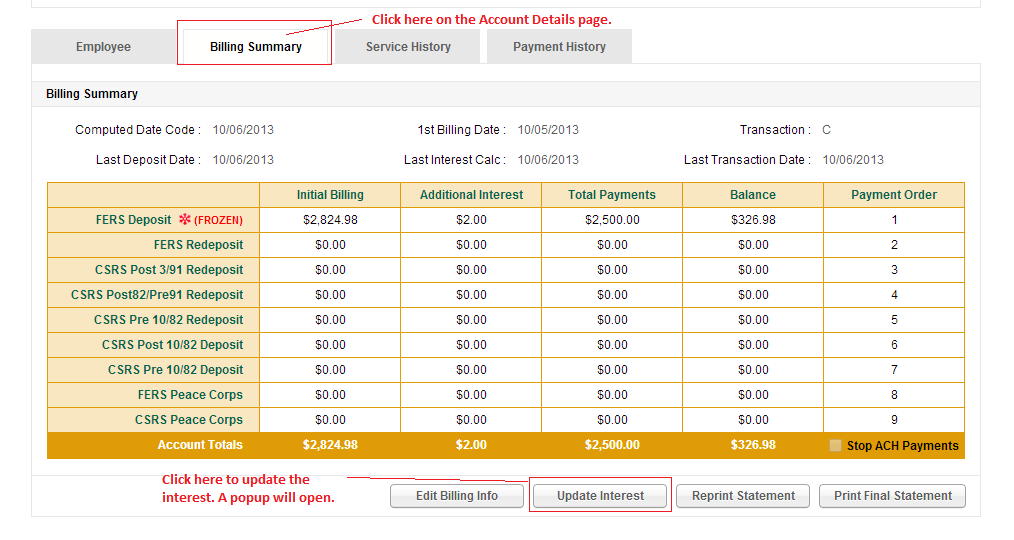 Click here on the Account Details page.
Employee Billing Summary Service History Payment History
Billing Summary
Computed Date Code : 10/06/2013 1st Billing Date : 10/05/2013 Transaction : C
Last Deposit Date : 10/06/2013 Last Interest Calc : 10/06/2013 Last Transaction Date : 10/06/2013
Initial Billing Additional Interest Total Payments Balance Payment Order
FERS Deposit ✲ (FROZEN) $2,824.98 $2.00 $2,500.00 $326.98 1
FERS Redeposit $0.00 $0.00 $0.00 $0.00 2
CSRS Post 3/91 Redeposit $0.00 $0.00 $0.00 $0.00 3
CSRS Post82/Pre91 Redeposit $0.00 $0.00 $0.00 $0.00 4
CSRS Pre 10/82 Redeposit $0.00 $0.00 $0.00 $0.00 5
CSRS Post 10/82 Deposit $0.00 $0.00 $0.00 $0.00 6
CSRS Pre 10/82 Deposit $0.00 $0.00 $0.00 $0.00 7
FERS Peace Corps $0.00 $0.00 $0.00 $0.00 8
CSRS Peace Corps $0.00 $0.00 $0.00 $0.00 9
Account Totals $2,824.98 $2.00 $2,500.00 $326.98 Stop ACH Payments
Click here to update the
interest. A popup will open.
Edit Billing Info Update Interest Reprint Statement Print Final Statement